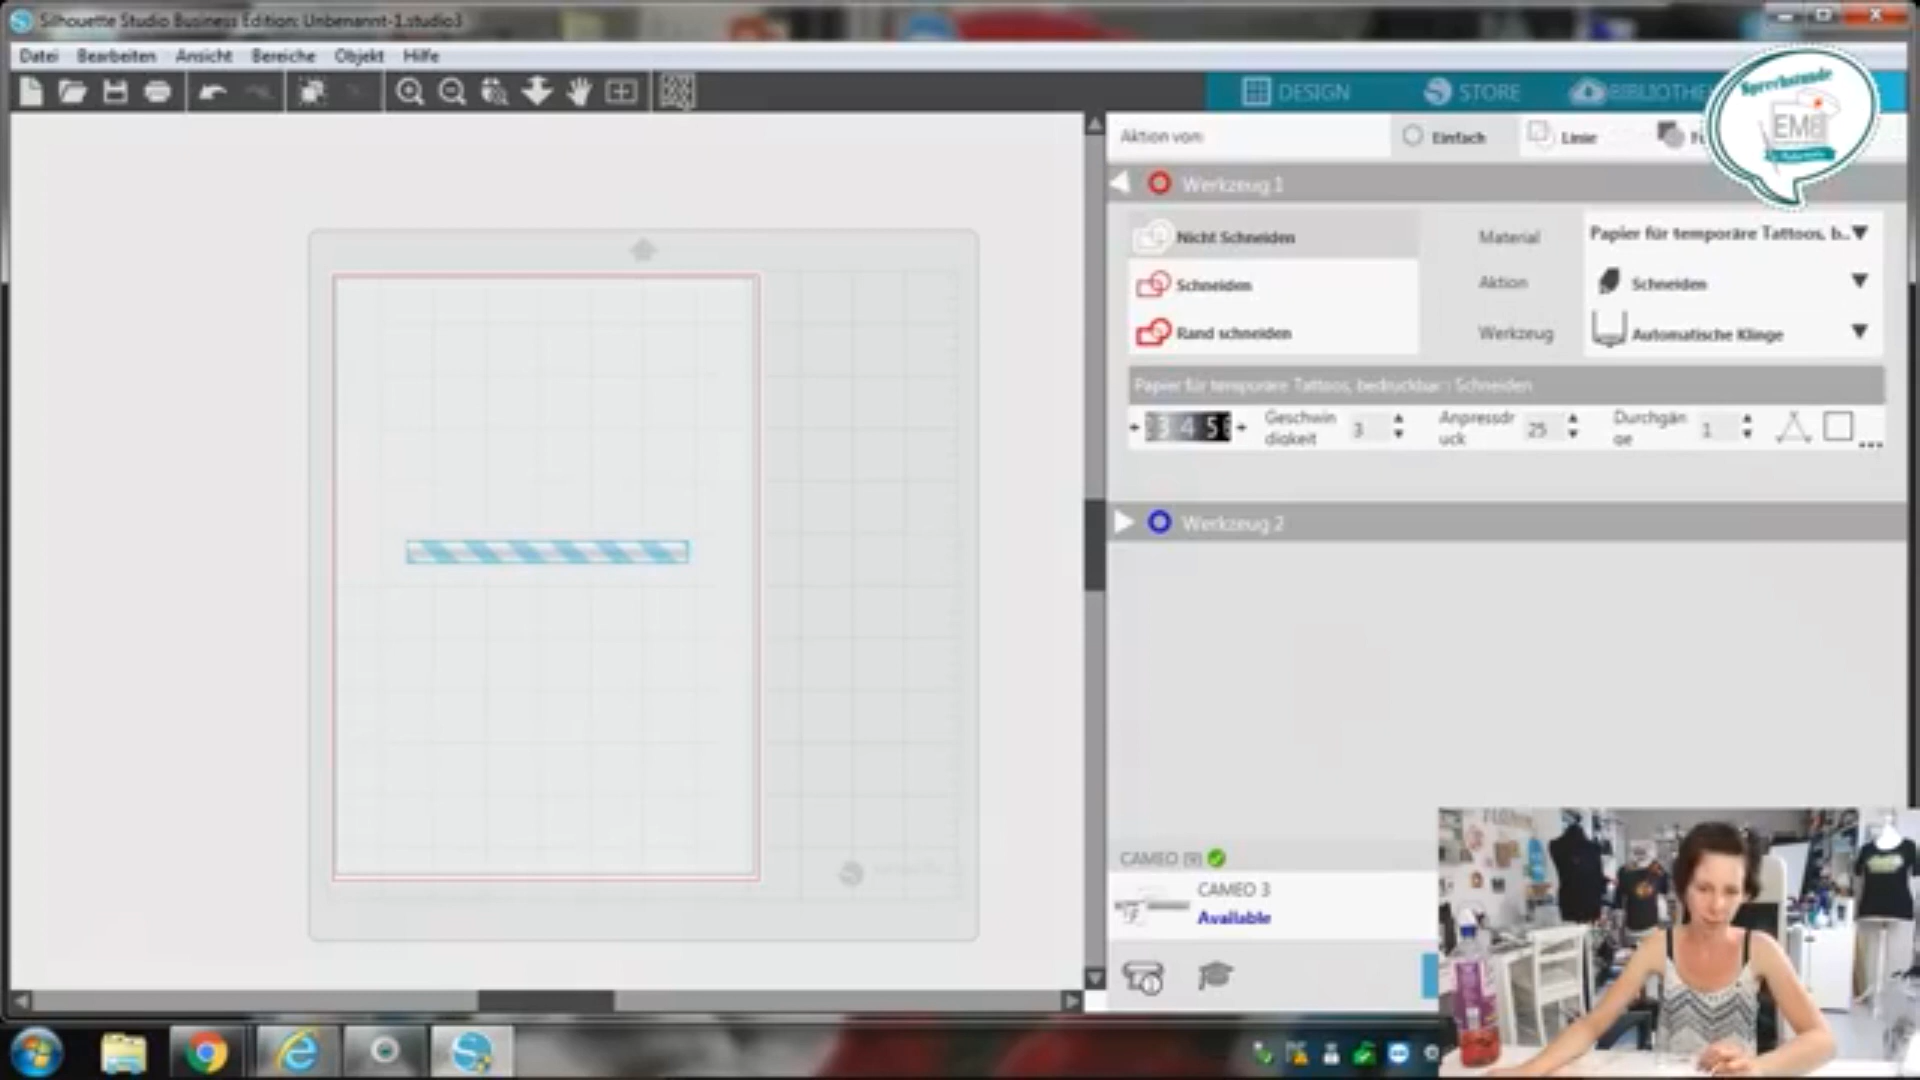 Silhouette Studio Business Edition: Unbenannt-1.studio3
Datei Bearbeiten Ansicht Bereiche Objekt Hilfe
DESIGN STORE
Sprechstunde
EMB
Aktion von: Einfach Linie
Werkzeug 1
Nicht Schneiden Material Papier für temporäre Tattoos, b..
Schneiden Aktion Schneiden
Rand schneiden Werkzeug Automatische Klinge
Papier für temporäre Tattoos, bedruckbar : Schneiden
3 4 5 Geschwin
digkeit 3 Anpressdr
uck 25 Durchgän
ge 1 ...
Werkzeug 2
CAMEO (9)
CAMEO 3
Available